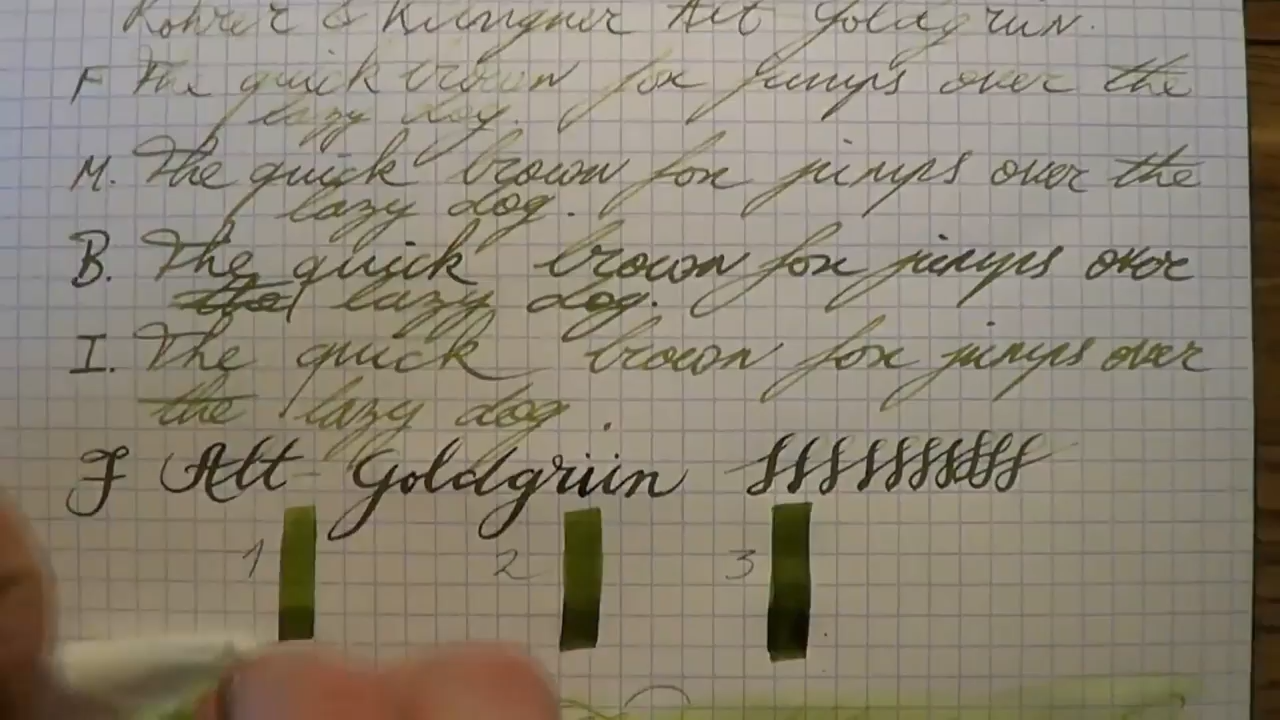 Rohrer & Klingner Alt Goldgrün.
F The quick brown fox jumps over the
lazy dog.
M. The quick brown fox jumps over the
lazy dog.
B. The quick brown fox jumps over
the lazy dog.
I. The quick brown fox jumps over
the lazy dog.
F Alt Goldgrün ffffffffff
1 2 3